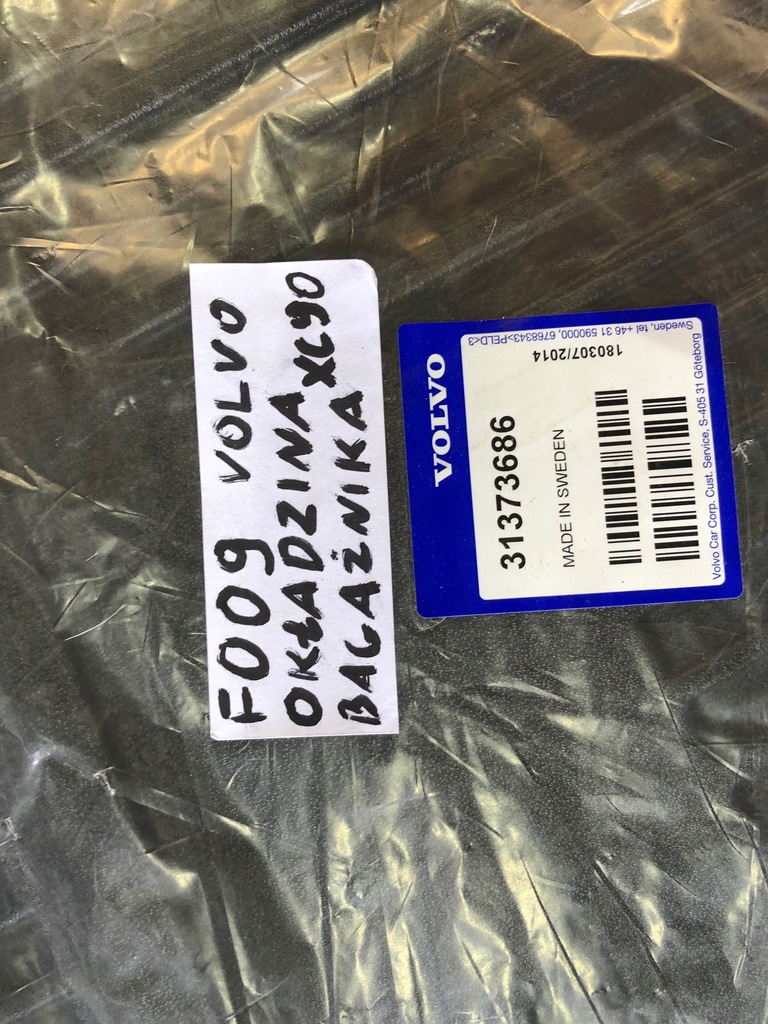 F009 VOLVO
OKŁADZINA XC90
BAGAŻNIKA
VOLVO
31373686
MADE IN SWEDEN
180307/2014
Volvo Car Corp. Cust. Service, S-405 31 Göteborg
Sweden, tel +46 31 590000, 6768343>PELD<3